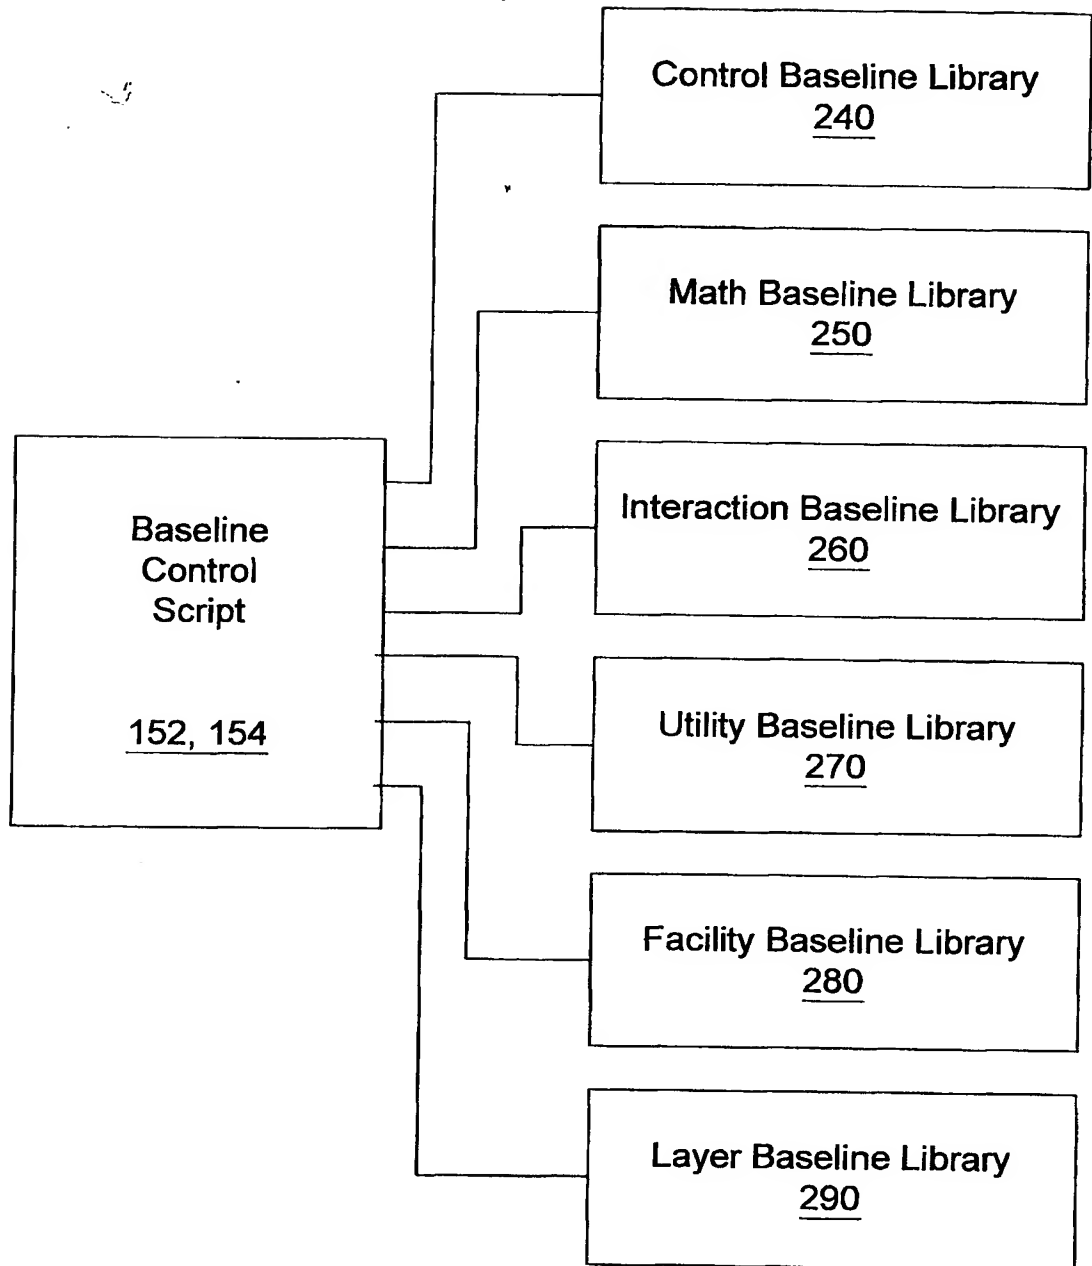 Control Baseline Library
240
Math Baseline Library
250
Interaction Baseline Library
260
Baseline
Control
Script
152, 154
Utility Baseline Library
270
Facility Baseline Library
280
Layer Baseline Library
290